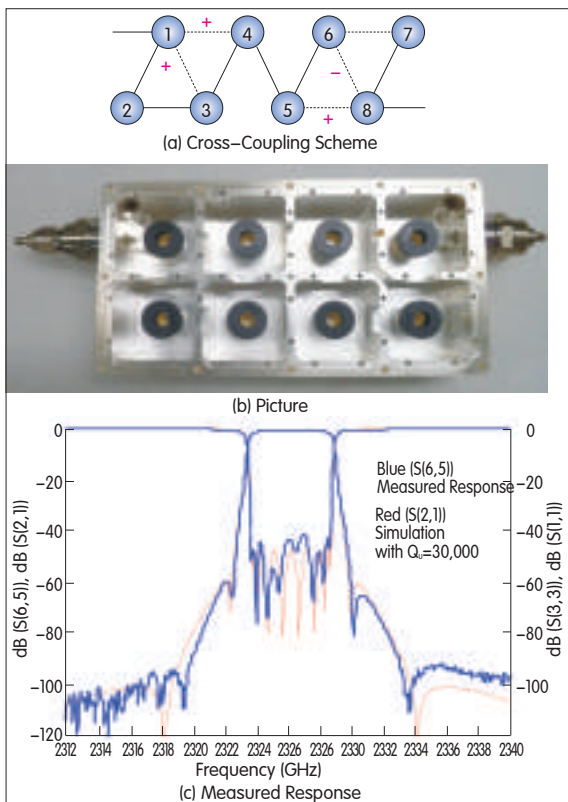 1 + 4 6 7
+ −
2 3 5 + 8
(a) Cross–Coupling Scheme
(b) Picture
0 0
−20 −20
−40 −40
−60 −60
−80 −80
−100 −100
−120
Blue (S(6,5))
Measured Response
Red (S(2,1))
Simulation
with Qu=30,000
dB (S(6,5)), dB (S(2,1)
dB (S(3,3)), dB (S(1,1)
2312 2314 2316 2318 2320 2322 2324 2326 2328 2330 2332 2334 2336 2338 2340
Frequency (GHz)
(c) Measured Response